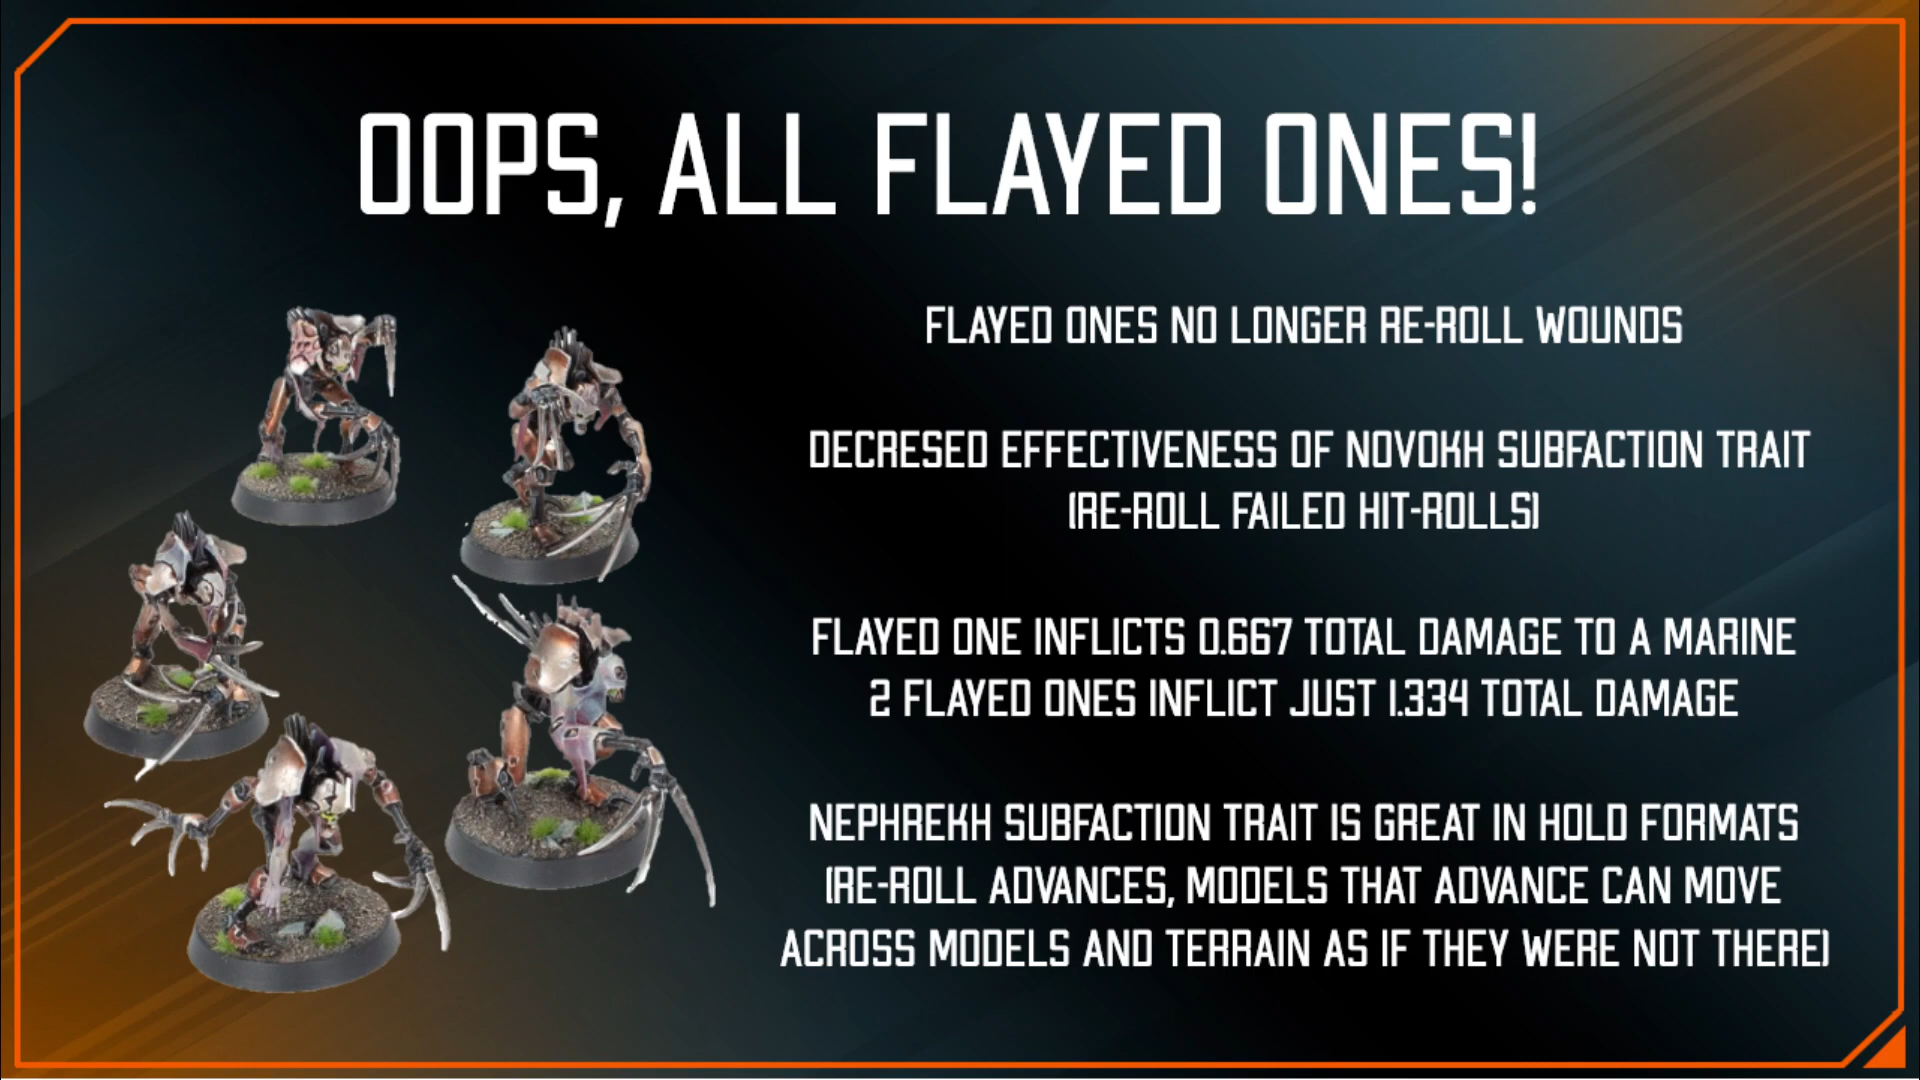 OOPS, ALL FLAYED ONES!
FLAYED ONES NO LONGER RE-ROLL WOUNDS
DECRESED EFFECTIVENESS OF NOVOKH SUBFACTION TRAIT
(RE-ROLL FAILED HIT-ROLLS)
FLAYED ONE INFLICTS 0.667 TOTAL DAMAGE TO A MARINE
2 FLAYED ONES INFLICT JUST 1.334 TOTAL DAMAGE
NEPHREKH SUBFACTION TRAIT IS GREAT IN HOLD FORMATS
(RE-ROLL ADVANCES, MODELS THAT ADVANCE CAN MOVE
ACROSS MODELS AND TERRAIN AS IF THEY WERE NOT THERE)